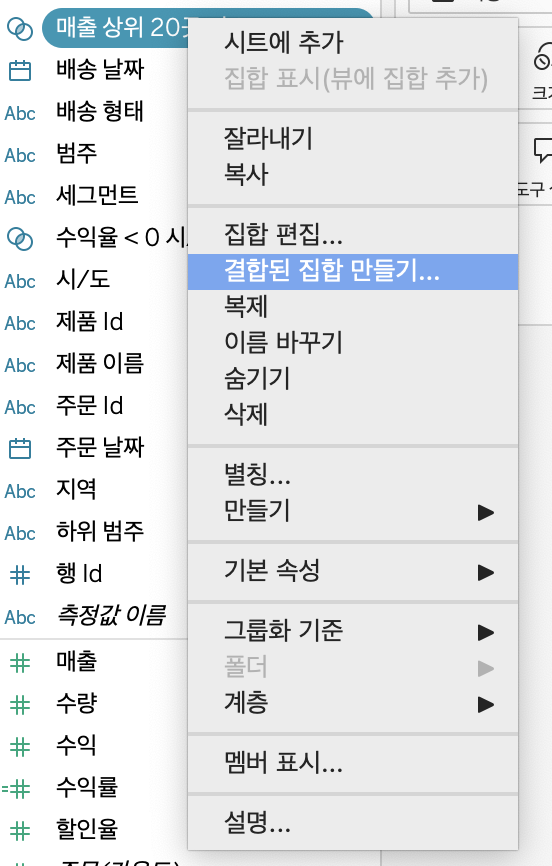 매출 상위 20
배송 날짜
Abc 배송 형태
Abc 범주
Abc 세그먼트
수익율 < 0 시
Abc 시/도
Abc 제품 Id
Abc 제품 이름
Abc 주문 Id
주문 날짜
Abc 지역
Abc 하위 범주
행 Id
Abc 측정값 이름
매출
수량
수익
=# 수익률
할인율
시트에 추가
집합 표시(뷰에 집합 추가)
잘라내기
복사
집합 편집...
결합된 집합 만들기...
복제
이름 바꾸기
숨기기
삭제
별칭...
만들기
기본 속성
그룹화 기준
폴더
계층
멤버 표시...
설명...
도구